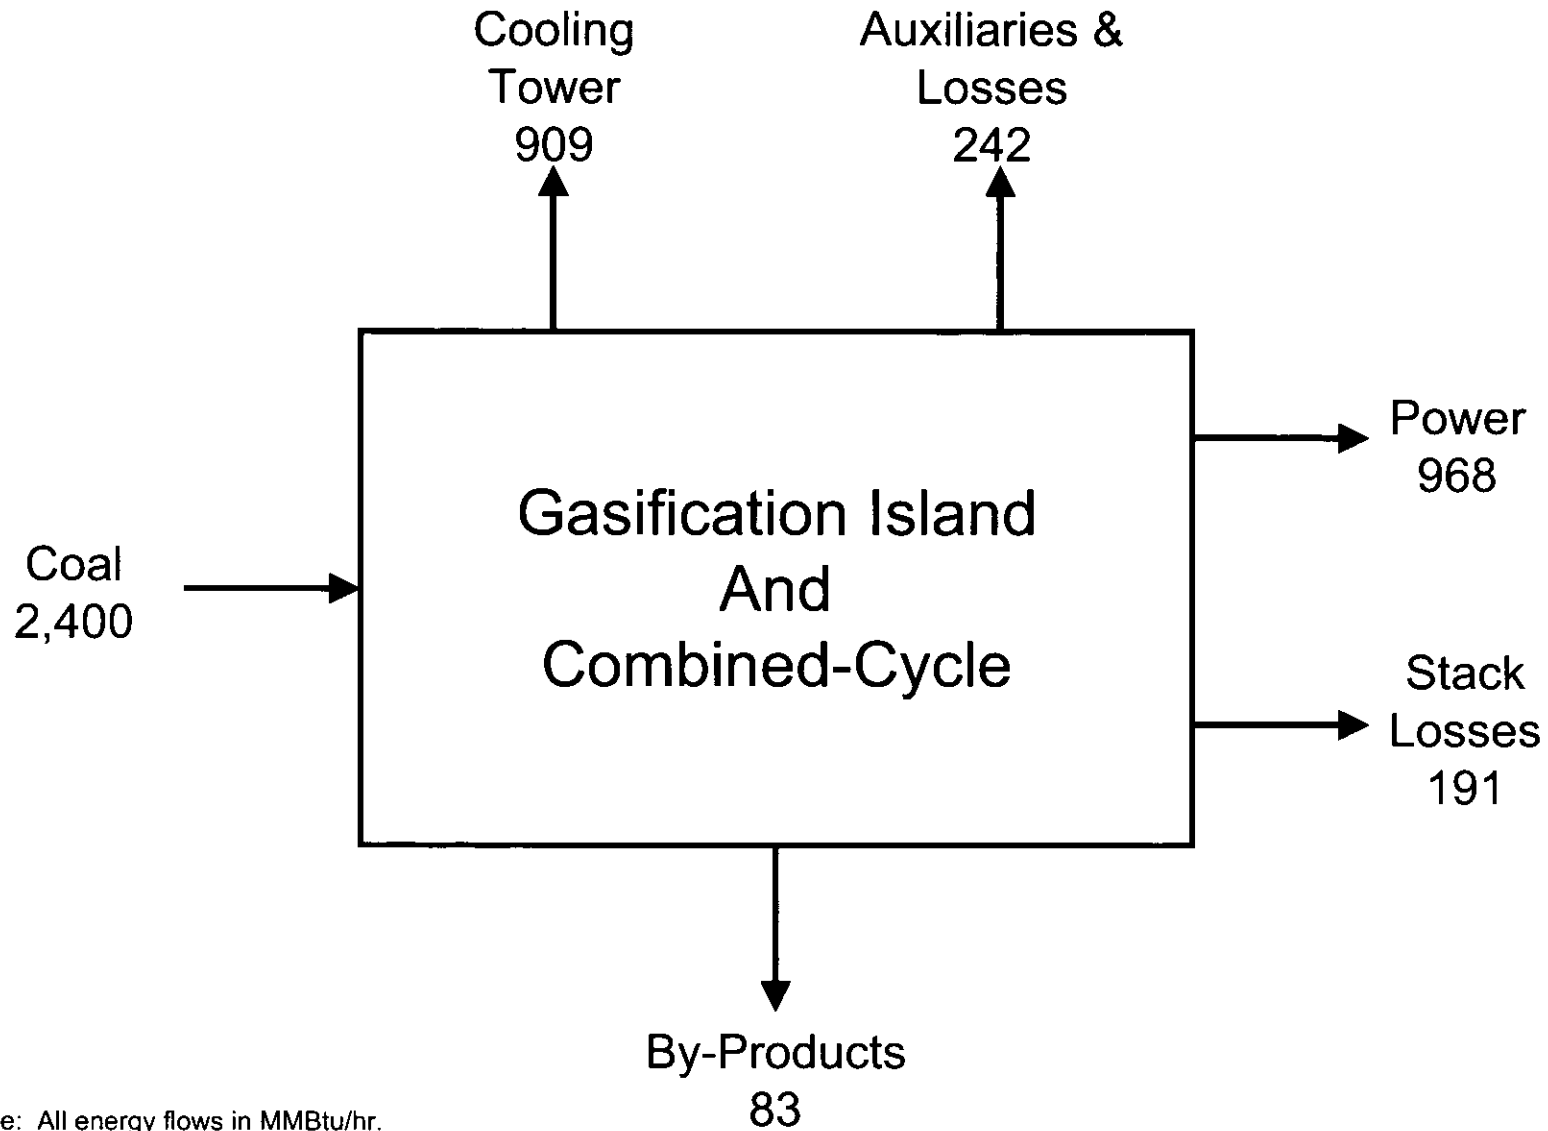 Cooling
Tower
909
Auxiliaries &
Losses
242
Power
968
Gasification Island
And
Combined-Cycle
Coal
2,400
Stack
Losses
191
By-Products
83
e: All energy flows in MMBtu/hr.